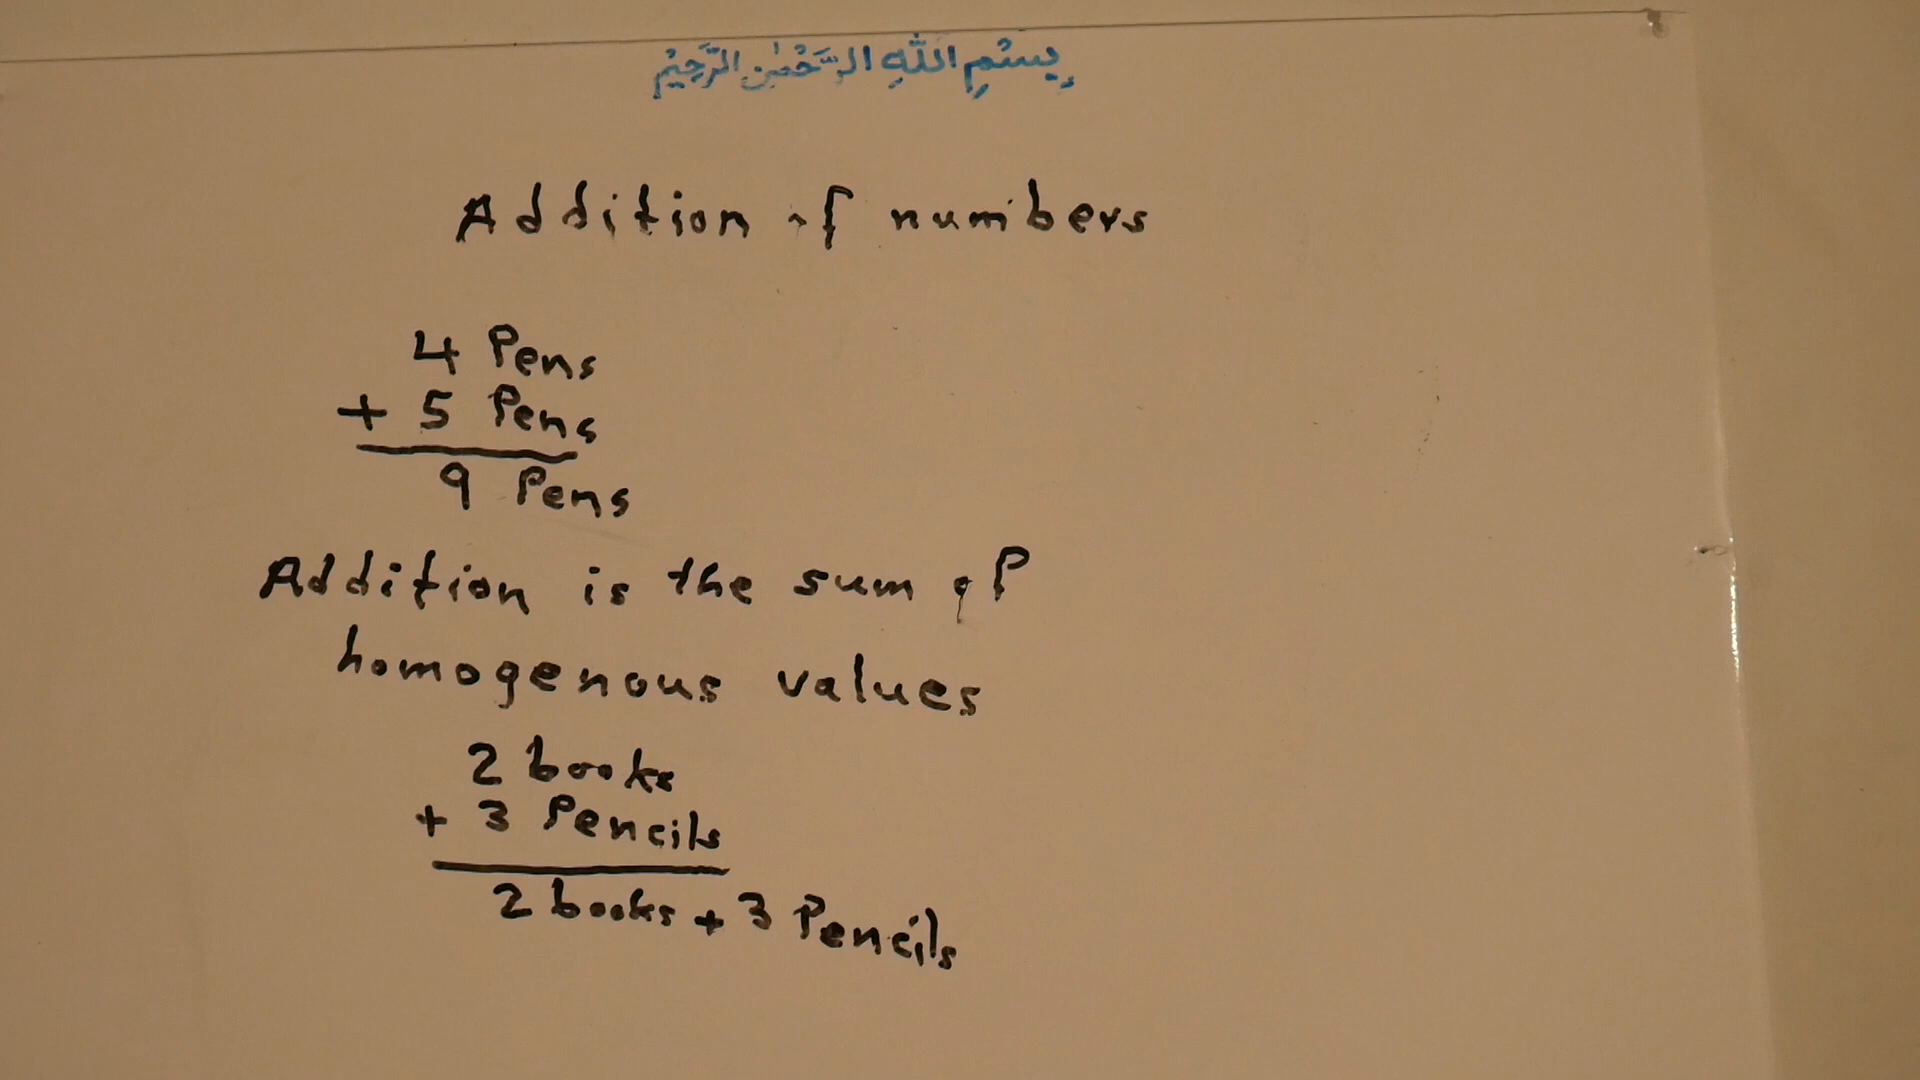 بِسْمِ اللَّهِ الرَّحْمٰنِ الرَّحِيْمِ
Addition of numbers
4 Pens
+ 5 Pens
9 Pens
Addition is the sum of
homogenous values
2 books
+ 3 Pencils
2 books + 3 Pencils